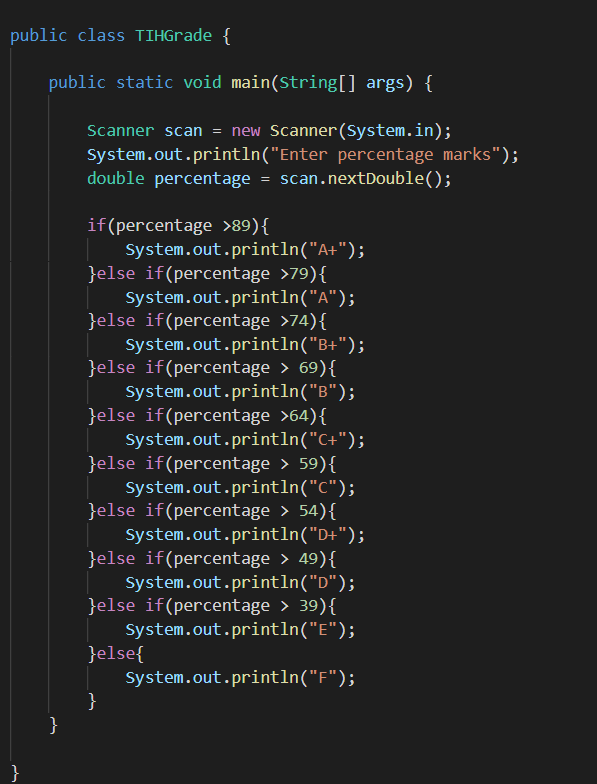 public class TIHGrade {
public static void main(String[] args) {
Scanner scan = new Scanner(System.in);
System.out.println("Enter percentage marks");
double percentage = scan.nextDouble();
if(percentage >89){
System.out.println("A+");
}else if(percentage >79){
System.out.println("A");
}else if(percentage >74){
System.out.println("B+");
}else if(percentage > 69){
System.out.println("B");
}else if(percentage >64){
System.out.println("C+");
}else if(percentage > 59){
System.out.println("C");
}else if(percentage > 54){
System.out.println("D+");
}else if(percentage > 49){
System.out.println("D");
}else if(percentage > 39){
System.out.println("E");
}else{
System.out.println("F");
}
}
}